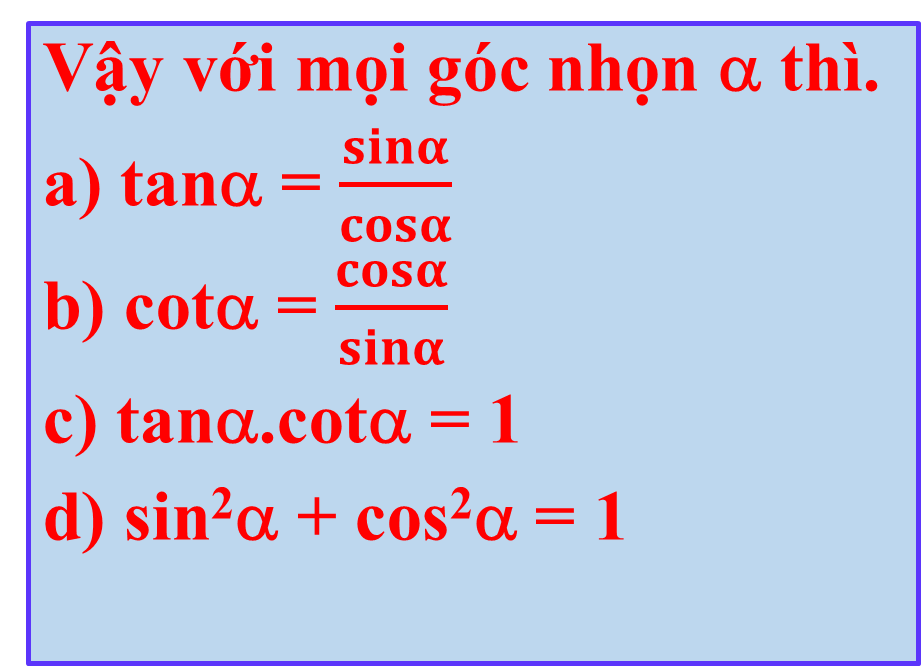 Vậy với mọi góc nhọn α thì.
a) tanα = sinα/cosα
b) cotα = cosα/sinα
c) tanα.cotα = 1
d) sin²α + cos²α = 1